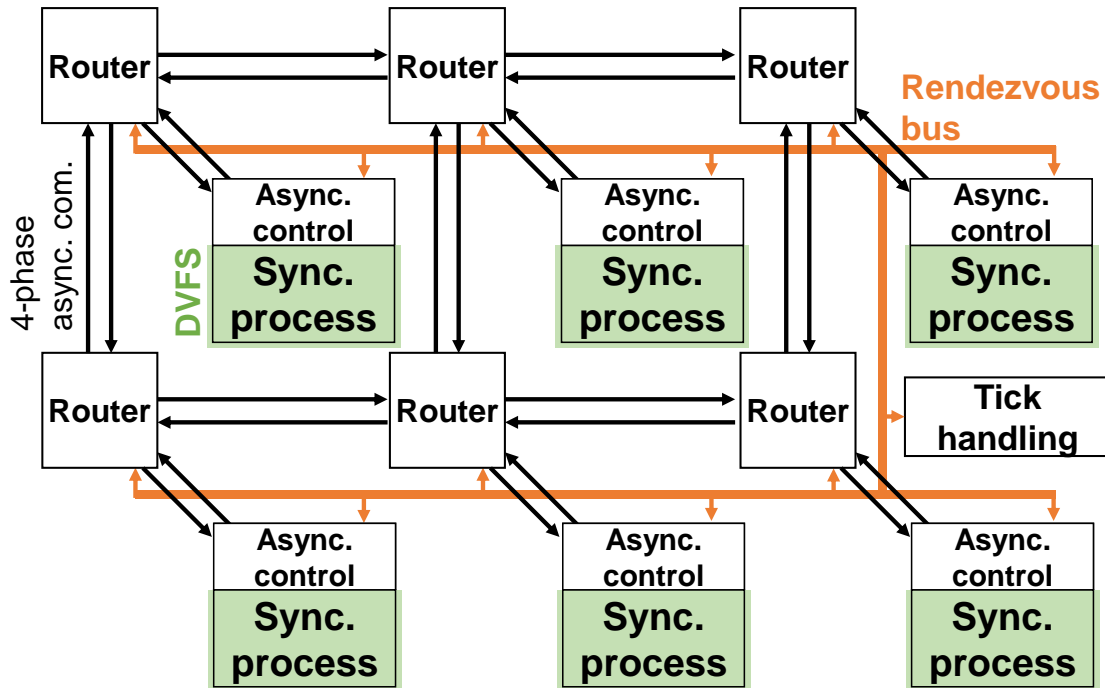 Router
Router
Router
Rendezvous
bus
4-phase
async. com.
Async.
control
Async.
control
Async.
control
DVFS
Sync.
process
Sync.
process
Sync.
process
Router
Router
Router
Tick
handling
Async.
control
Async.
control
Async.
control
Sync.
process
Sync.
process
Sync.
process